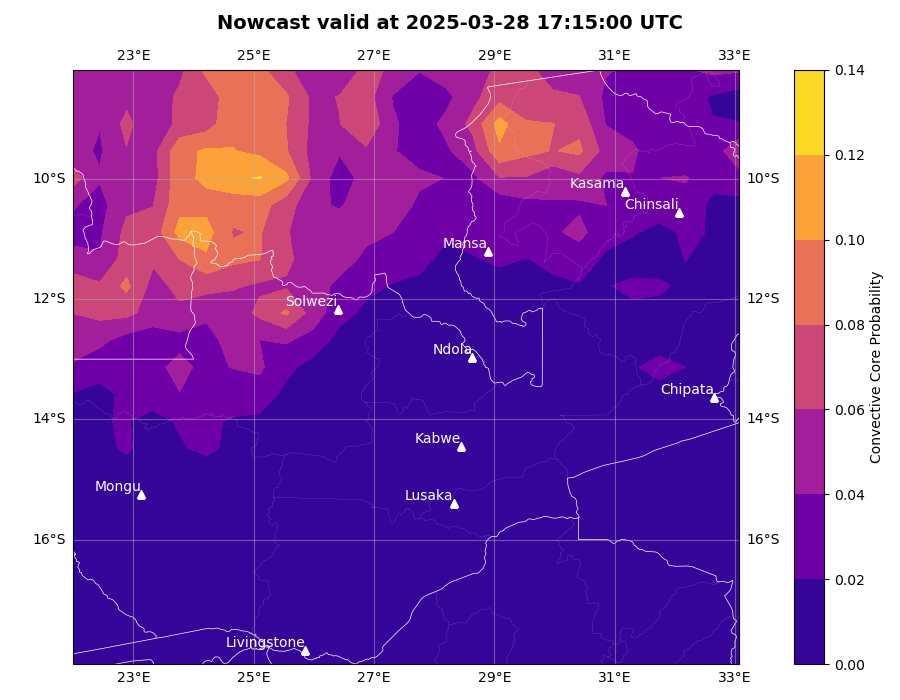 Nowcast valid at 2025-03-28 17:15:00 UTC
23°E 25°E 27°E 29°E 31°E 33°E
0.14
0.12
10°S Kasama 10°S
Chinsali
0.10
Mansa
12°S Solwezi 12°S
0.08
Ndola
Chipata
0.06
14°S 14°S
Kabwe
Convective Core Probability
Mongu Lusaka
0.04
16°S 16°S
0.02
Livingstone
0.00
23°E 25°E 27°E 29°E 31°E 33°E